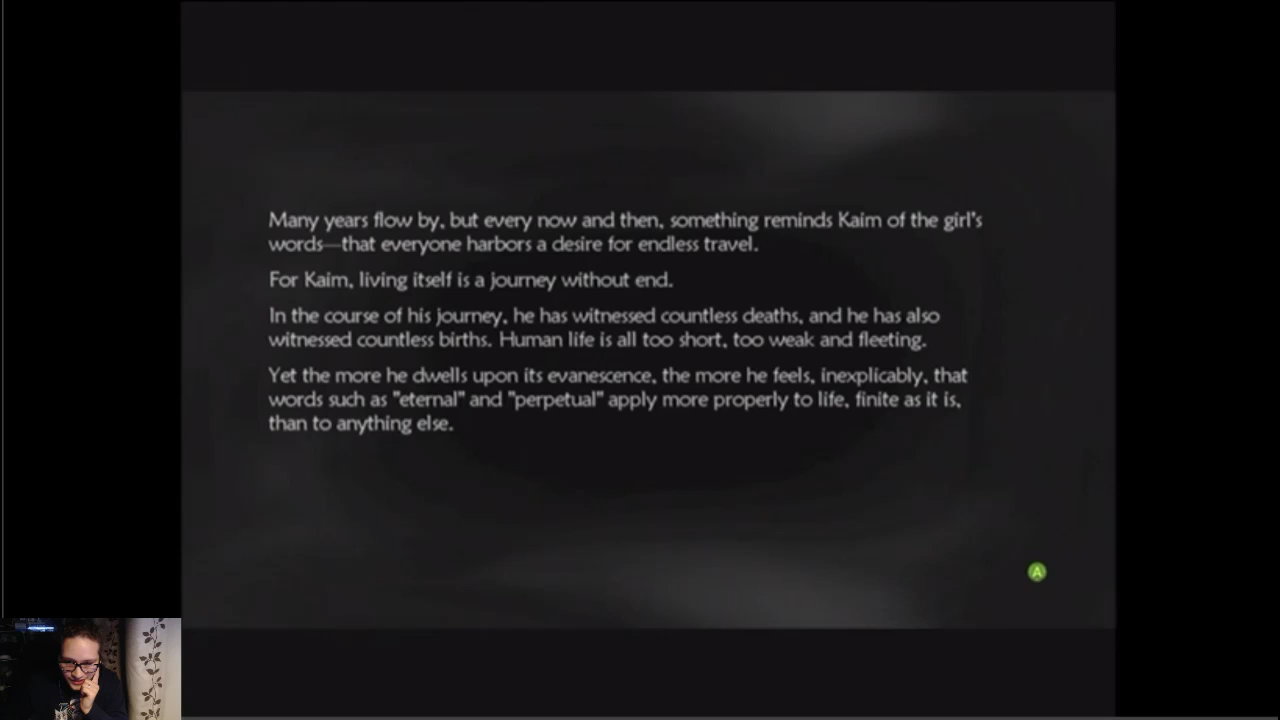 Many years flow by, but every now and then, something reminds Kaim of the girl's
words—that everyone harbors a desire for endless travel.
For Kaim, living itself is a journey without end.
In the course of his journey, he has witnessed countless deaths, and he has also
witnessed countless births. Human life is all too short, too weak and fleeting.
Yet the more he dwells upon its evanescence, the more he feels, inexplicably, that
words such as "eternal" and "perpetual" apply more properly to life, finite as it is,
than to anything else.
A